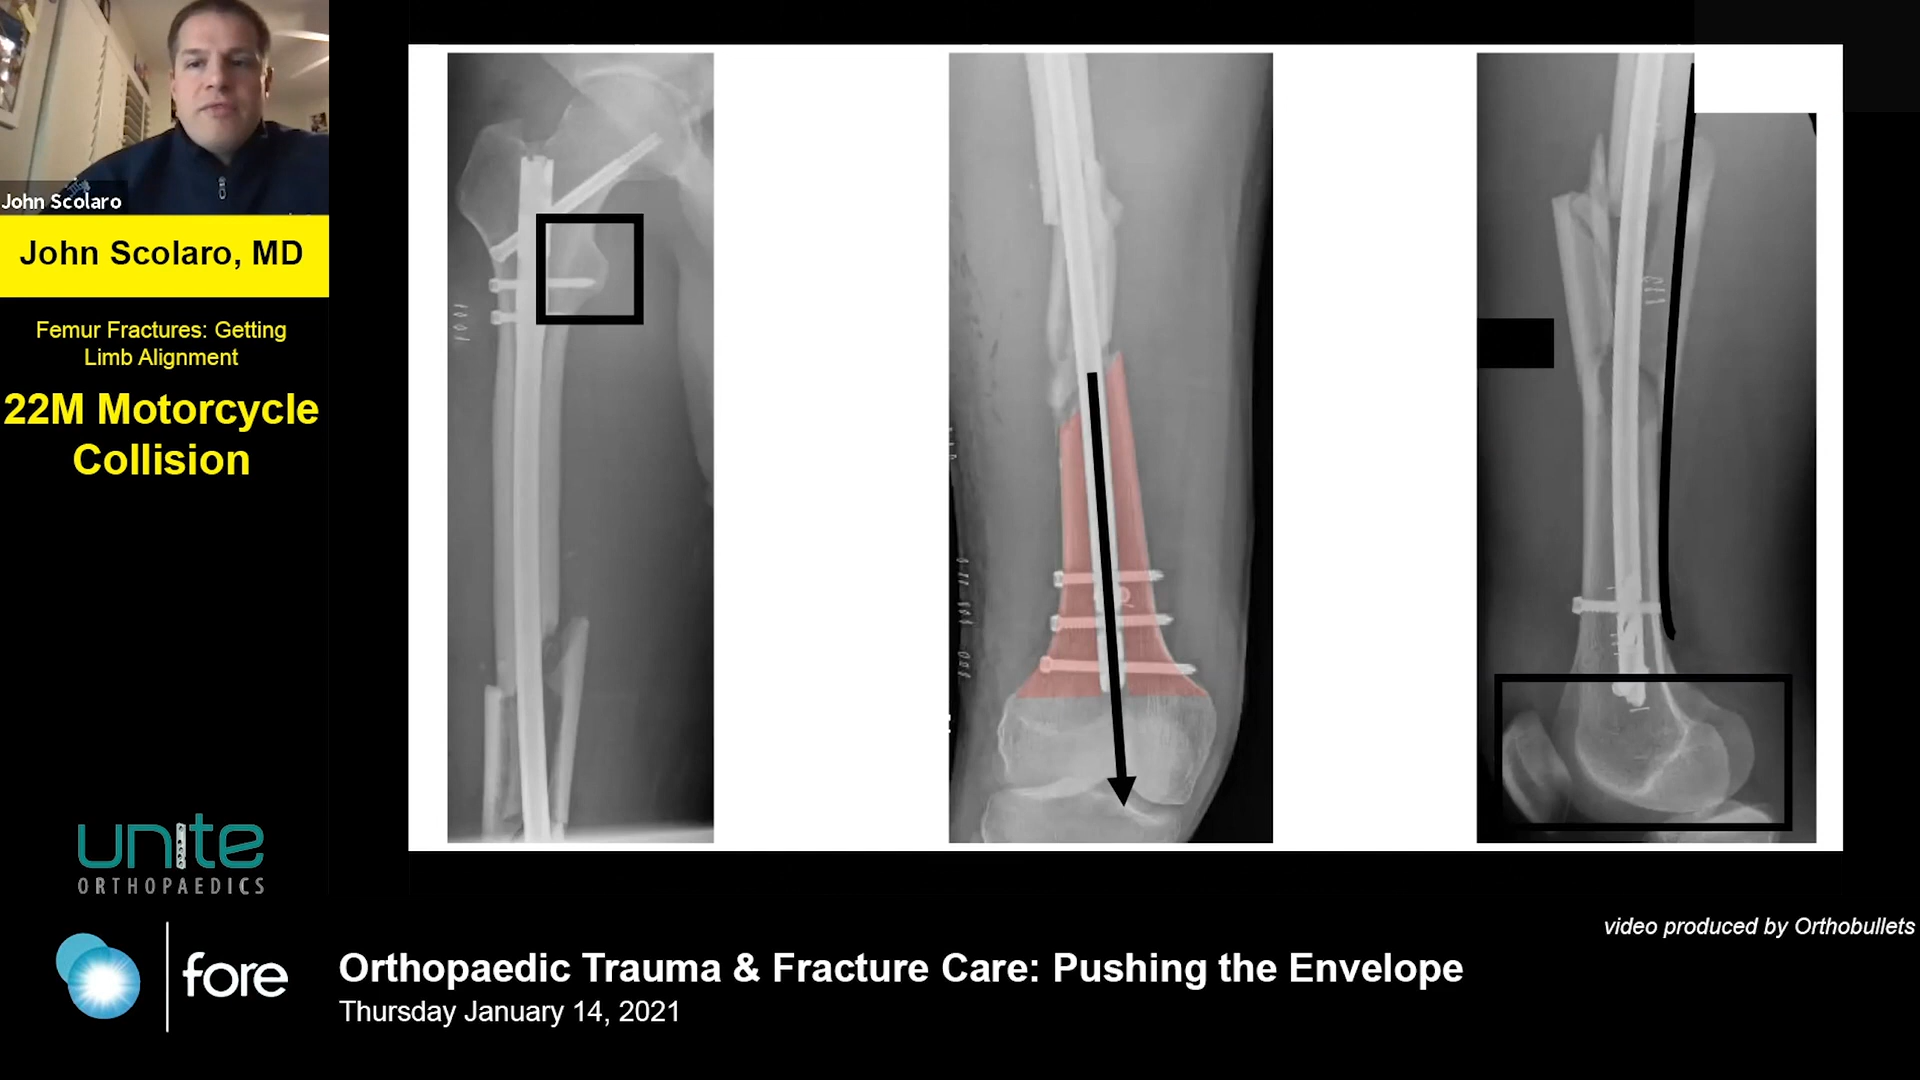 John Scolaro
John Scolaro, MD
Femur Fractures: Getting
Limb Alignment
22M Motorcycle
Collision
unite
ORTHOPAEDICS
fore
video produced by Orthobullets
Orthopaedic Trauma & Fracture Care: Pushing the Envelope
Thursday January 14, 2021